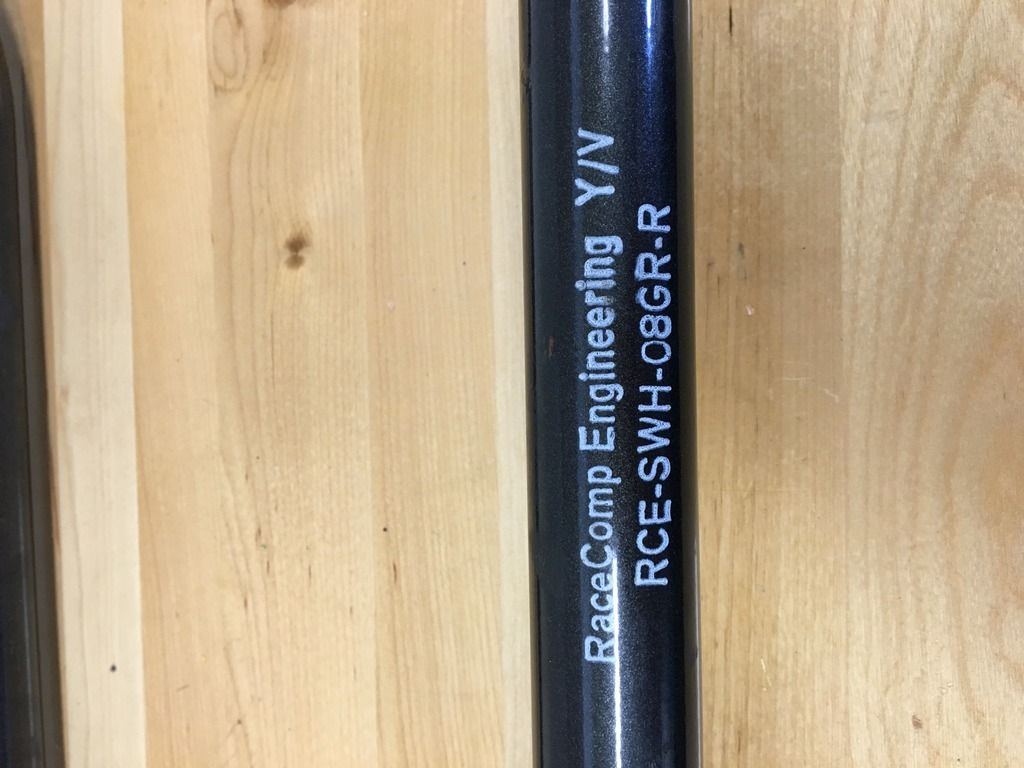 RaceComp Engineering Y/V
RCE-SWH-08GR-R